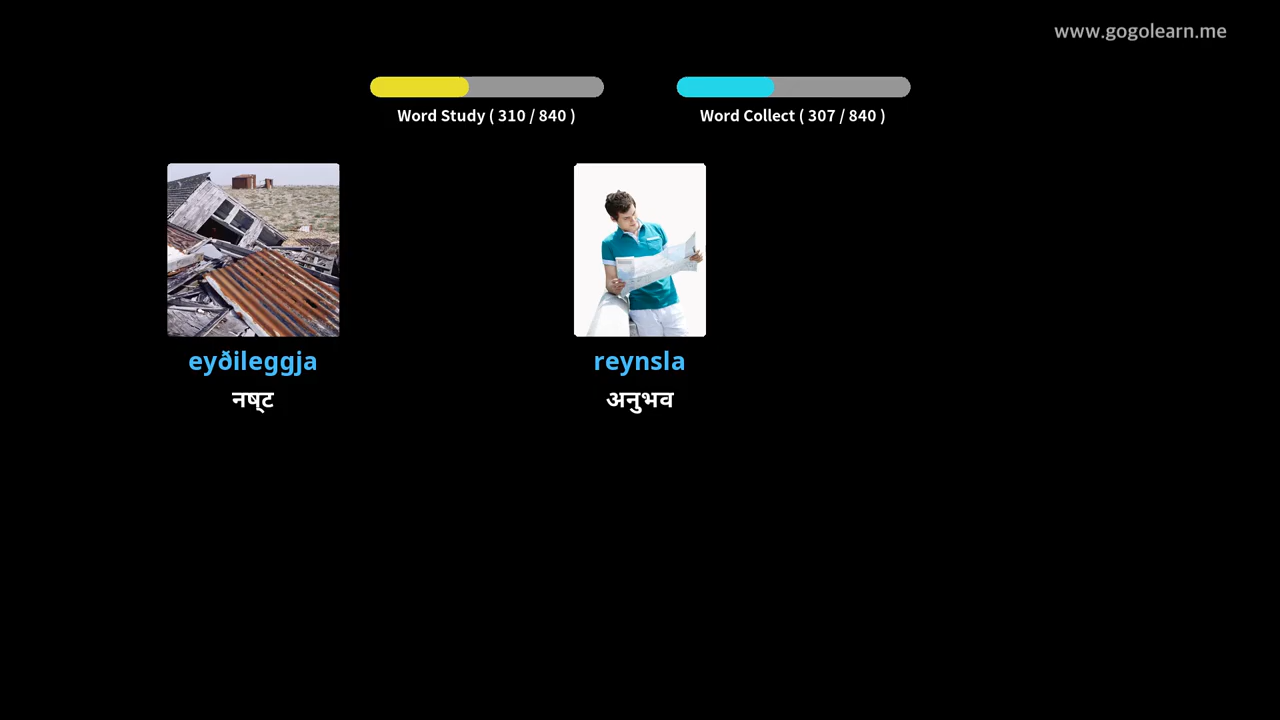 www.gogolearn.me
Word Study ( 310 / 840 )
Word Collect ( 307 / 840 )
eyðileggja
नष्ट
reynsla
अनुभव